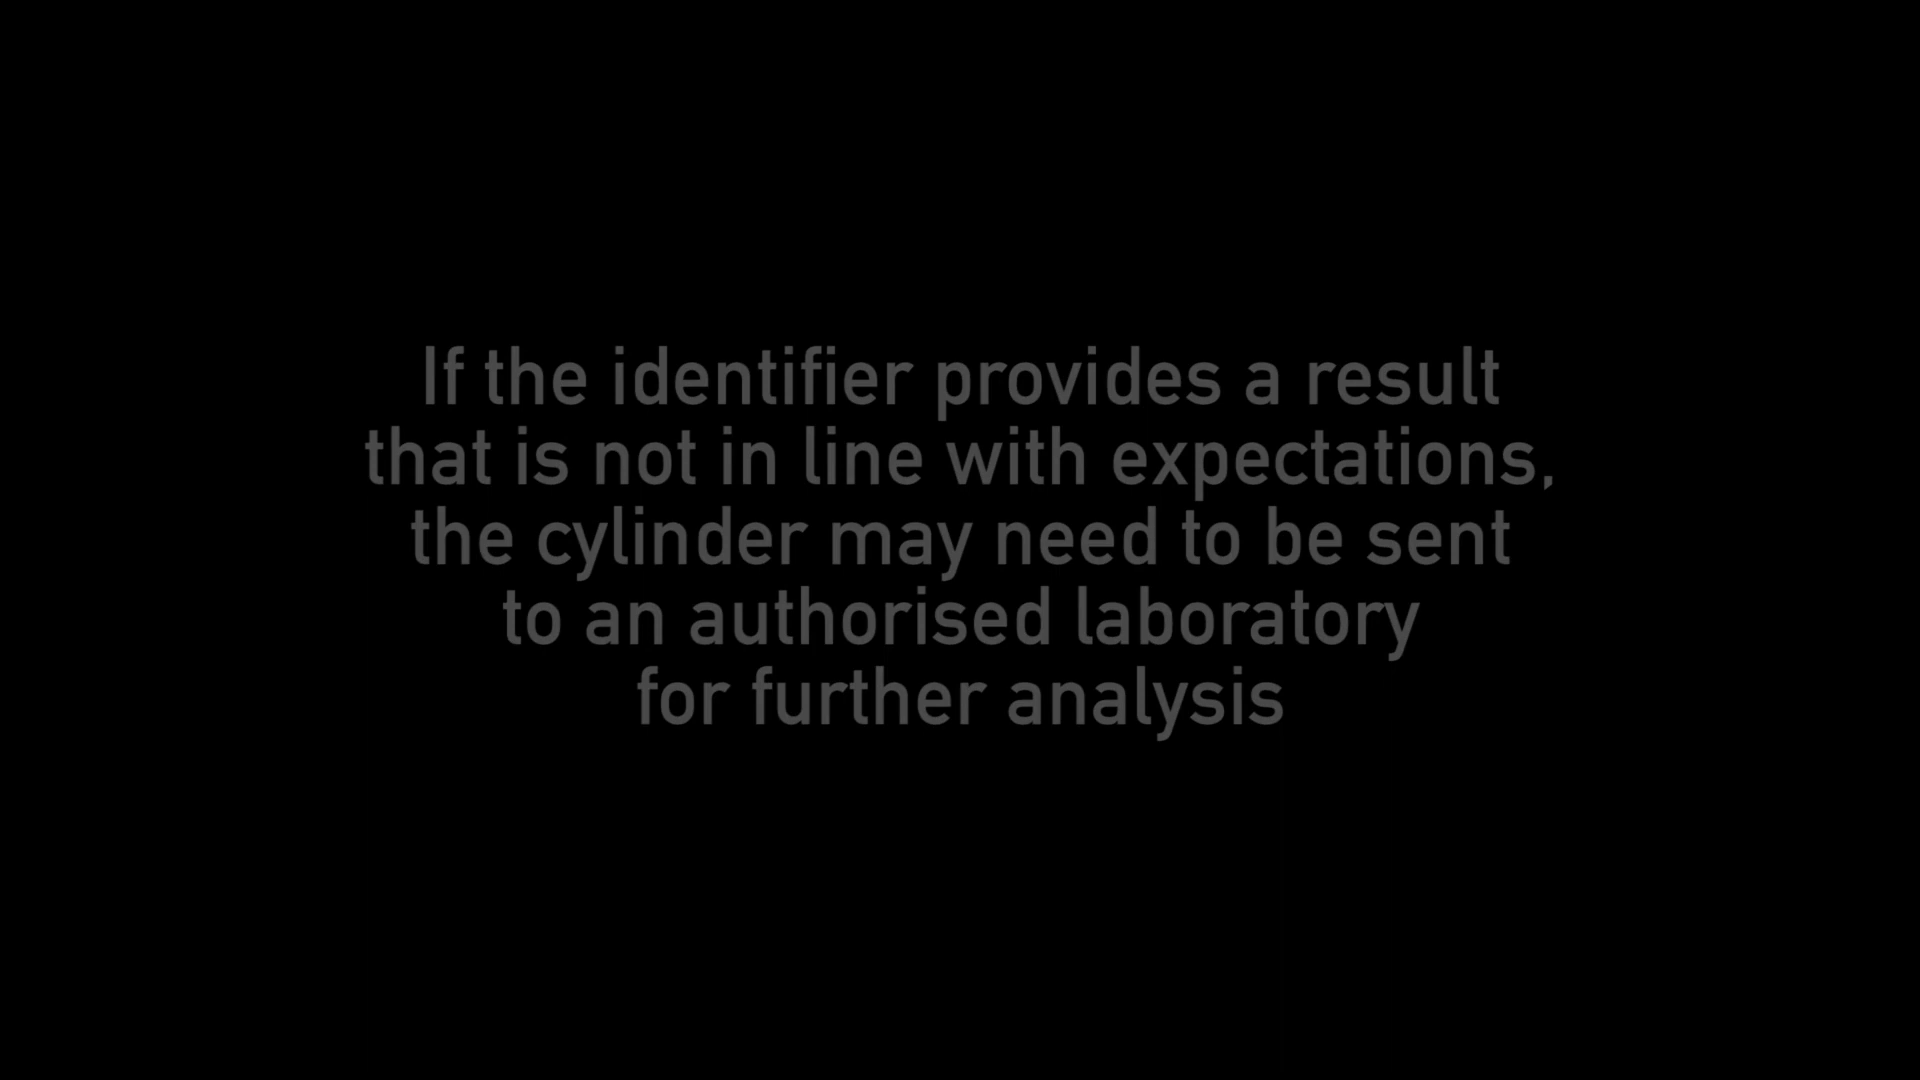 If the identifier provides a result
that is not in line with expectations,
the cylinder may need to be sent
to an authorised laboratory
for further analysis